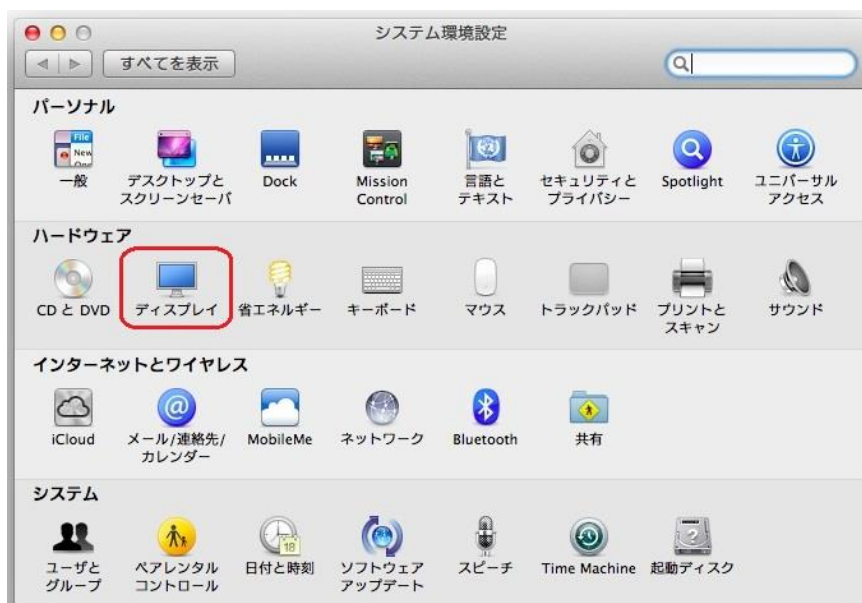 システム環境設定
すべてを表示
パーソナル
一般
デスクトップと
スクリーンセーバ
Dock
Mission
Control
言語と
テキスト
セキュリティと
プライバシー
Spotlight
ユニバーサル
アクセス
ハードウェア
CD と DVD
ディスプレイ
省エネルギー
キーボード
マウス
トラックパッド
プリントと
スキャン
サウンド
インターネットとワイヤレス
iCloud
メール/連絡先/
カレンダー
MobileMe
ネットワーク
Bluetooth
共有
システム
ユーザと
グループ
ペアレンタル
コントロール
日付と時刻
ソフトウェア
アップデート
スピーチ
Time Machine
起動ディスク
File
New
18